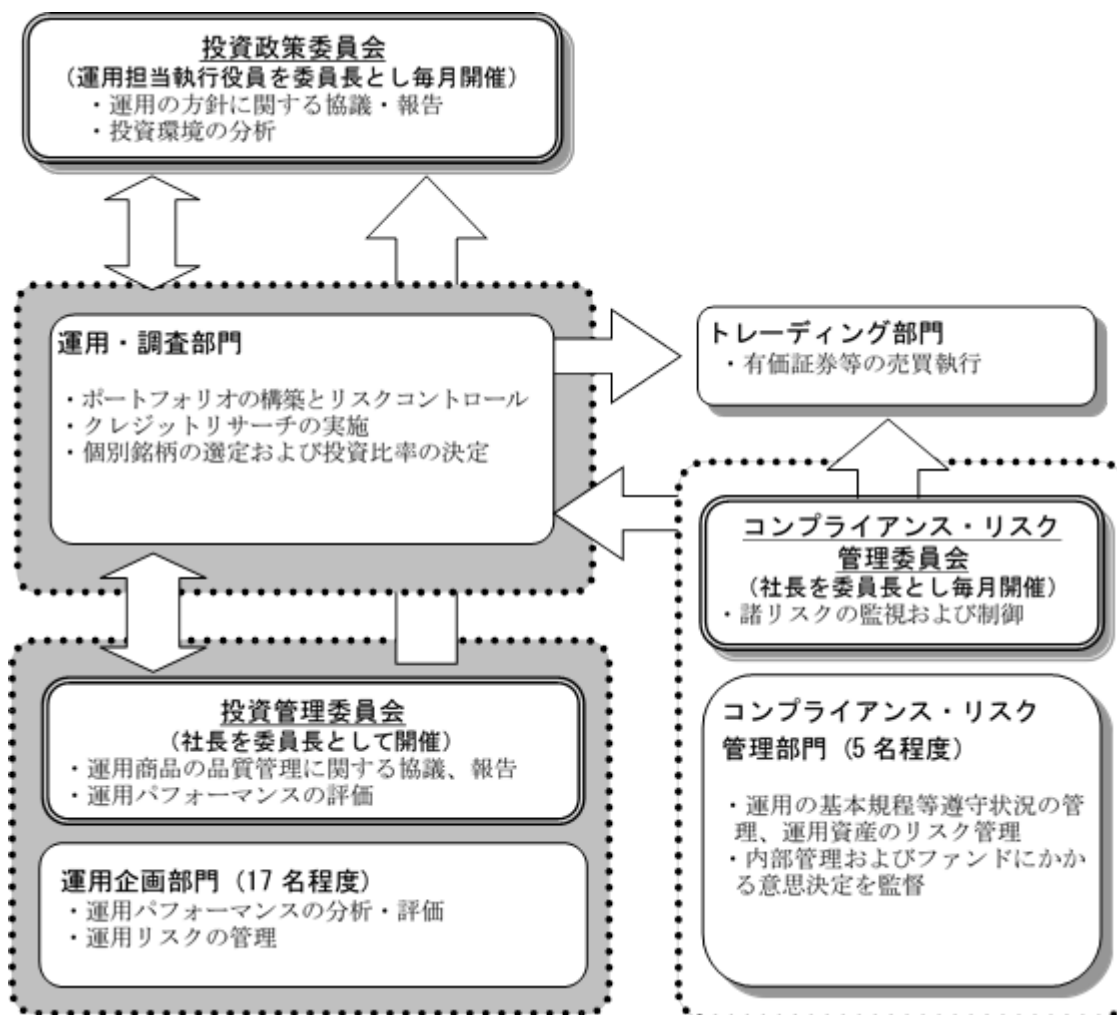 投資政策委員会
（運用担当執行役員を委員長とし毎月開催）
・運用の方針に関する協議・報告
・投資環境の分析
運用・調査部門
・ポートフォリオの構築とリスクコントロール
・クレジットリサーチの実施
・個別銘柄の選定および投資比率の決定
トレーディング部門
・有価証券等の売買執行
コンプライアンス・リスク
管理委員会
（社長を委員長とし毎月開催）
・諸リスクの監視および制御
投資管理委員会
（社長を委員長として開催）
・運用商品の品質管理に関する協議、報告
・運用パフォーマンスの評価
運用企画部門（17 名程度）
・運用パフォーマンスの分析・評価
・運用リスクの管理
コンプライアンス・リスク
管理部門（5 名程度）
・運用の基本規程等遵守状況の管
理、運用資産のリスク管理
・内部管理およびファンドにかか
る意思決定を監督